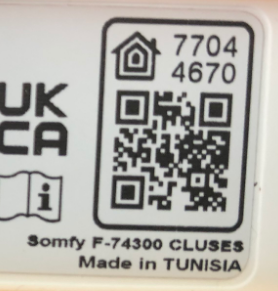 7704
4670
UK
CA
i
Somfy F-74300 CLUSES
Made in TUNISIA